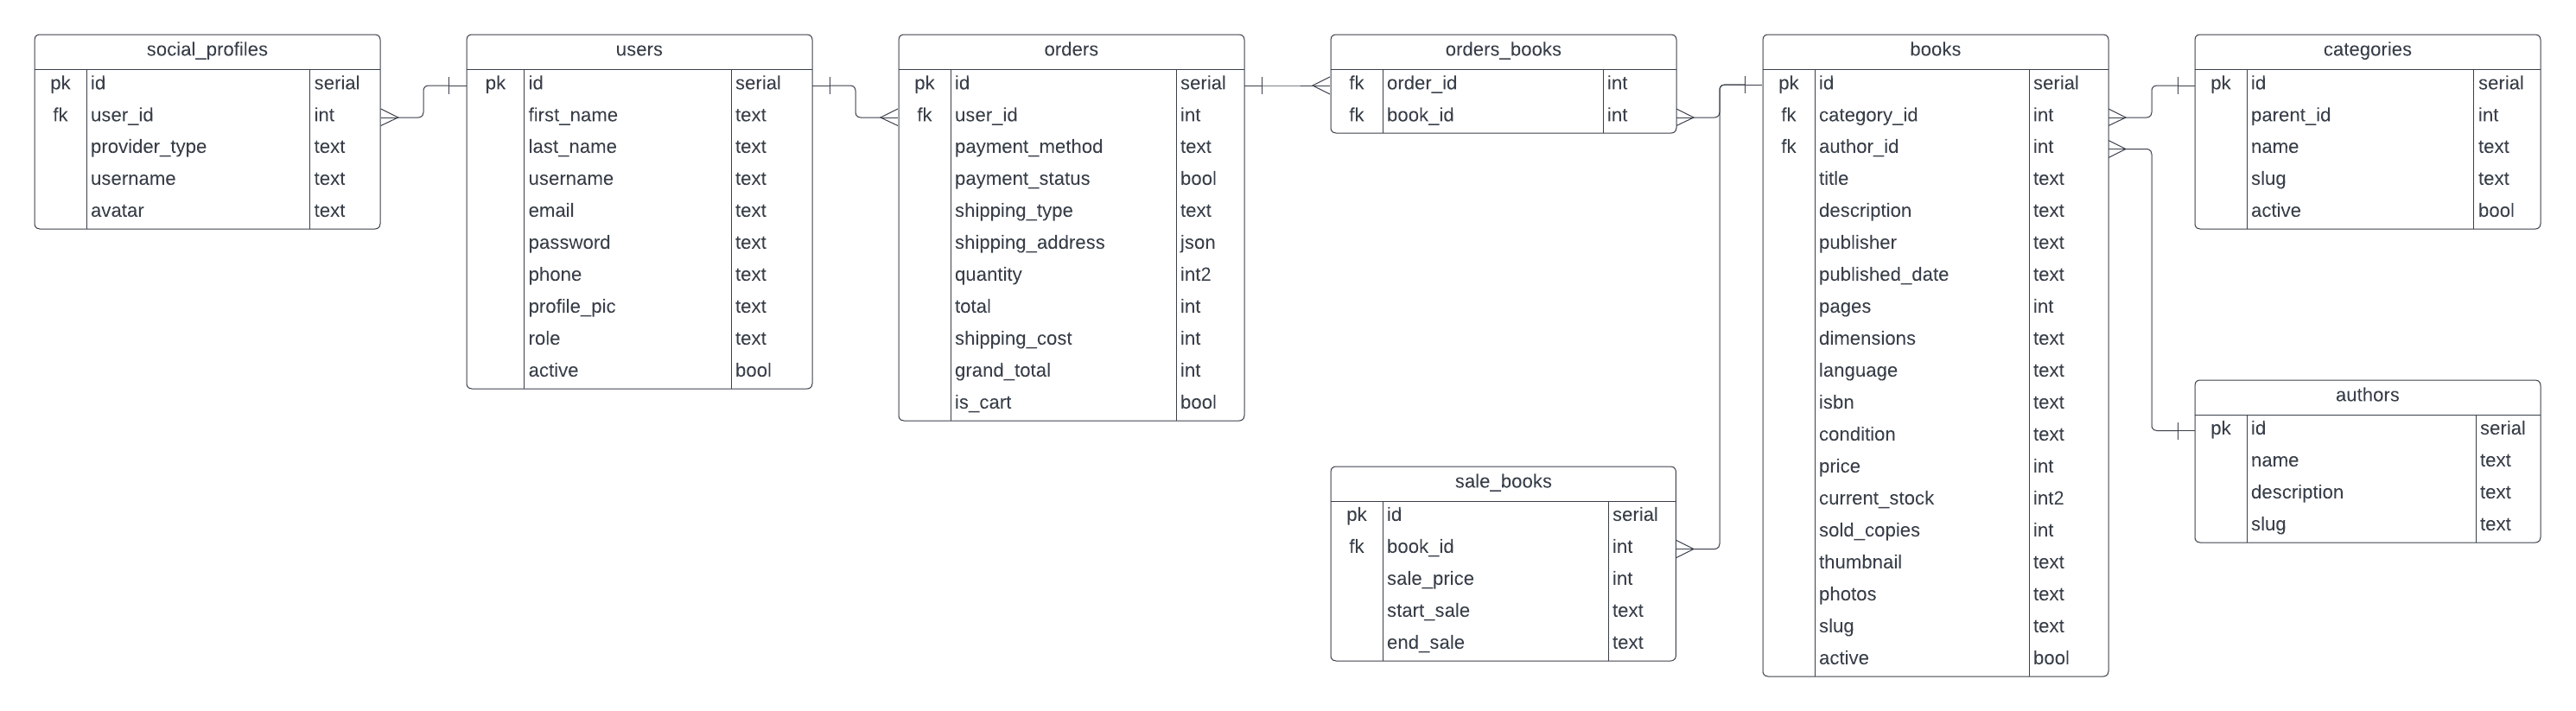 social_profiles
pk id serial
fk user_id int
provider_type text
username text
avatar text
users
pk id serial
first_name text
last_name text
username text
email text
password text
phone text
profile_pic text
role text
active bool
orders
pk id serial
fk user_id int
payment_method text
payment_status bool
shipping_type text
shipping_address json
quantity int2
total int
shipping_cost int
grand_total int
is_cart bool
orders_books
fk order_id int
fk book_id int
sale_books
pk id serial
fk book_id int
sale_price int
start_sale text
end_sale text
books
pk id serial
fk category_id int
fk author_id int
title text
description text
publisher text
published_date text
pages int
dimensions text
language text
isbn text
condition text
price int
current_stock int2
sold_copies int
thumbnail text
photos text
slug text
active bool
categories
pk id serial
parent_id int
name text
slug text
active bool
authors
pk id serial
name text
description text
slug text